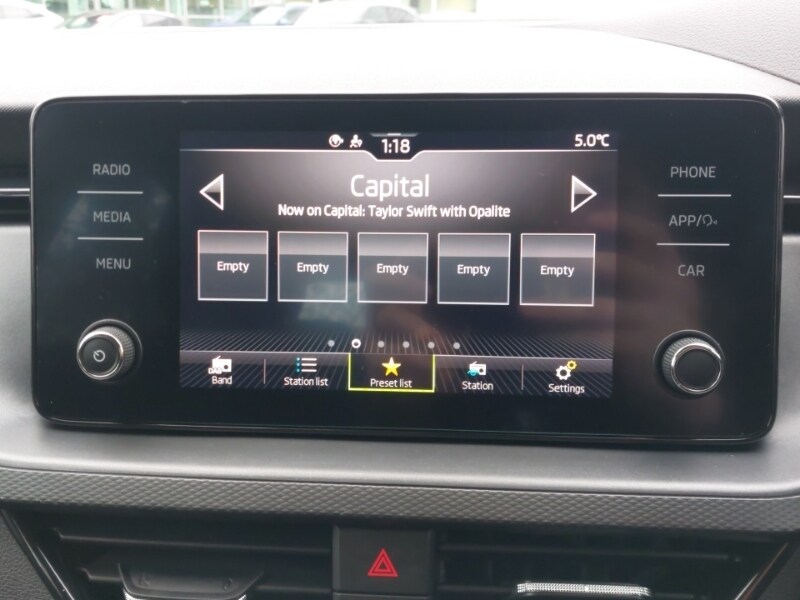 1:18
5.0°C
RADIO
MEDIA
MENU
Capital
Now on Capital: Taylor Swift with Opalite
Empty
Empty
Empty
Empty
Empty
DAB
Band
Station list
Preset list
Station
Settings
PHONE
APP/
CAR